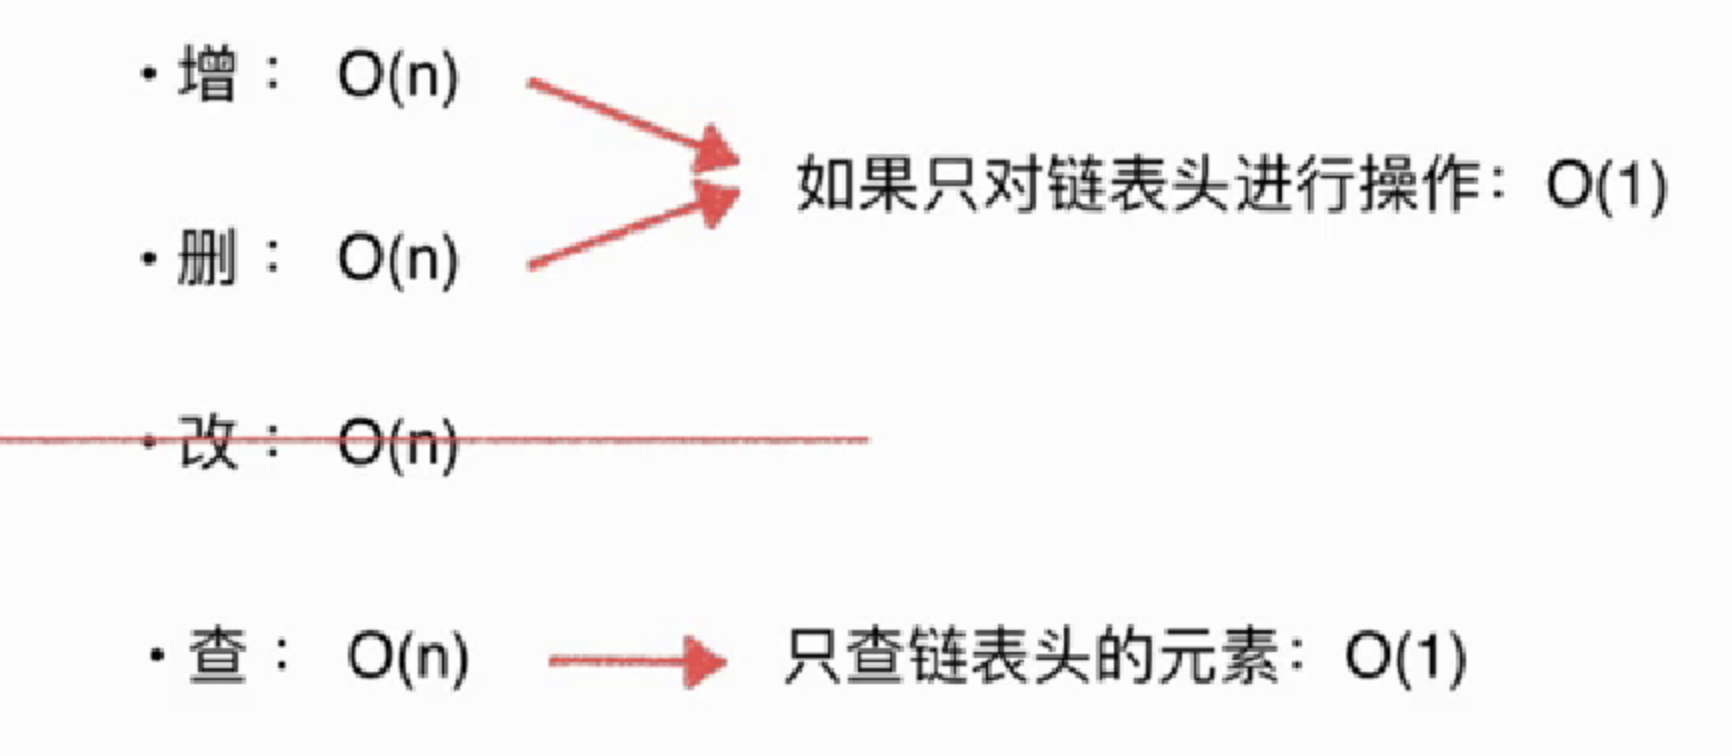 • 增： O(n)
如果只对链表头进行操作：O(1)
• 删： O(n)
• 改： O(n)
• 查： O(n)
只查链表头的元素：O(1)